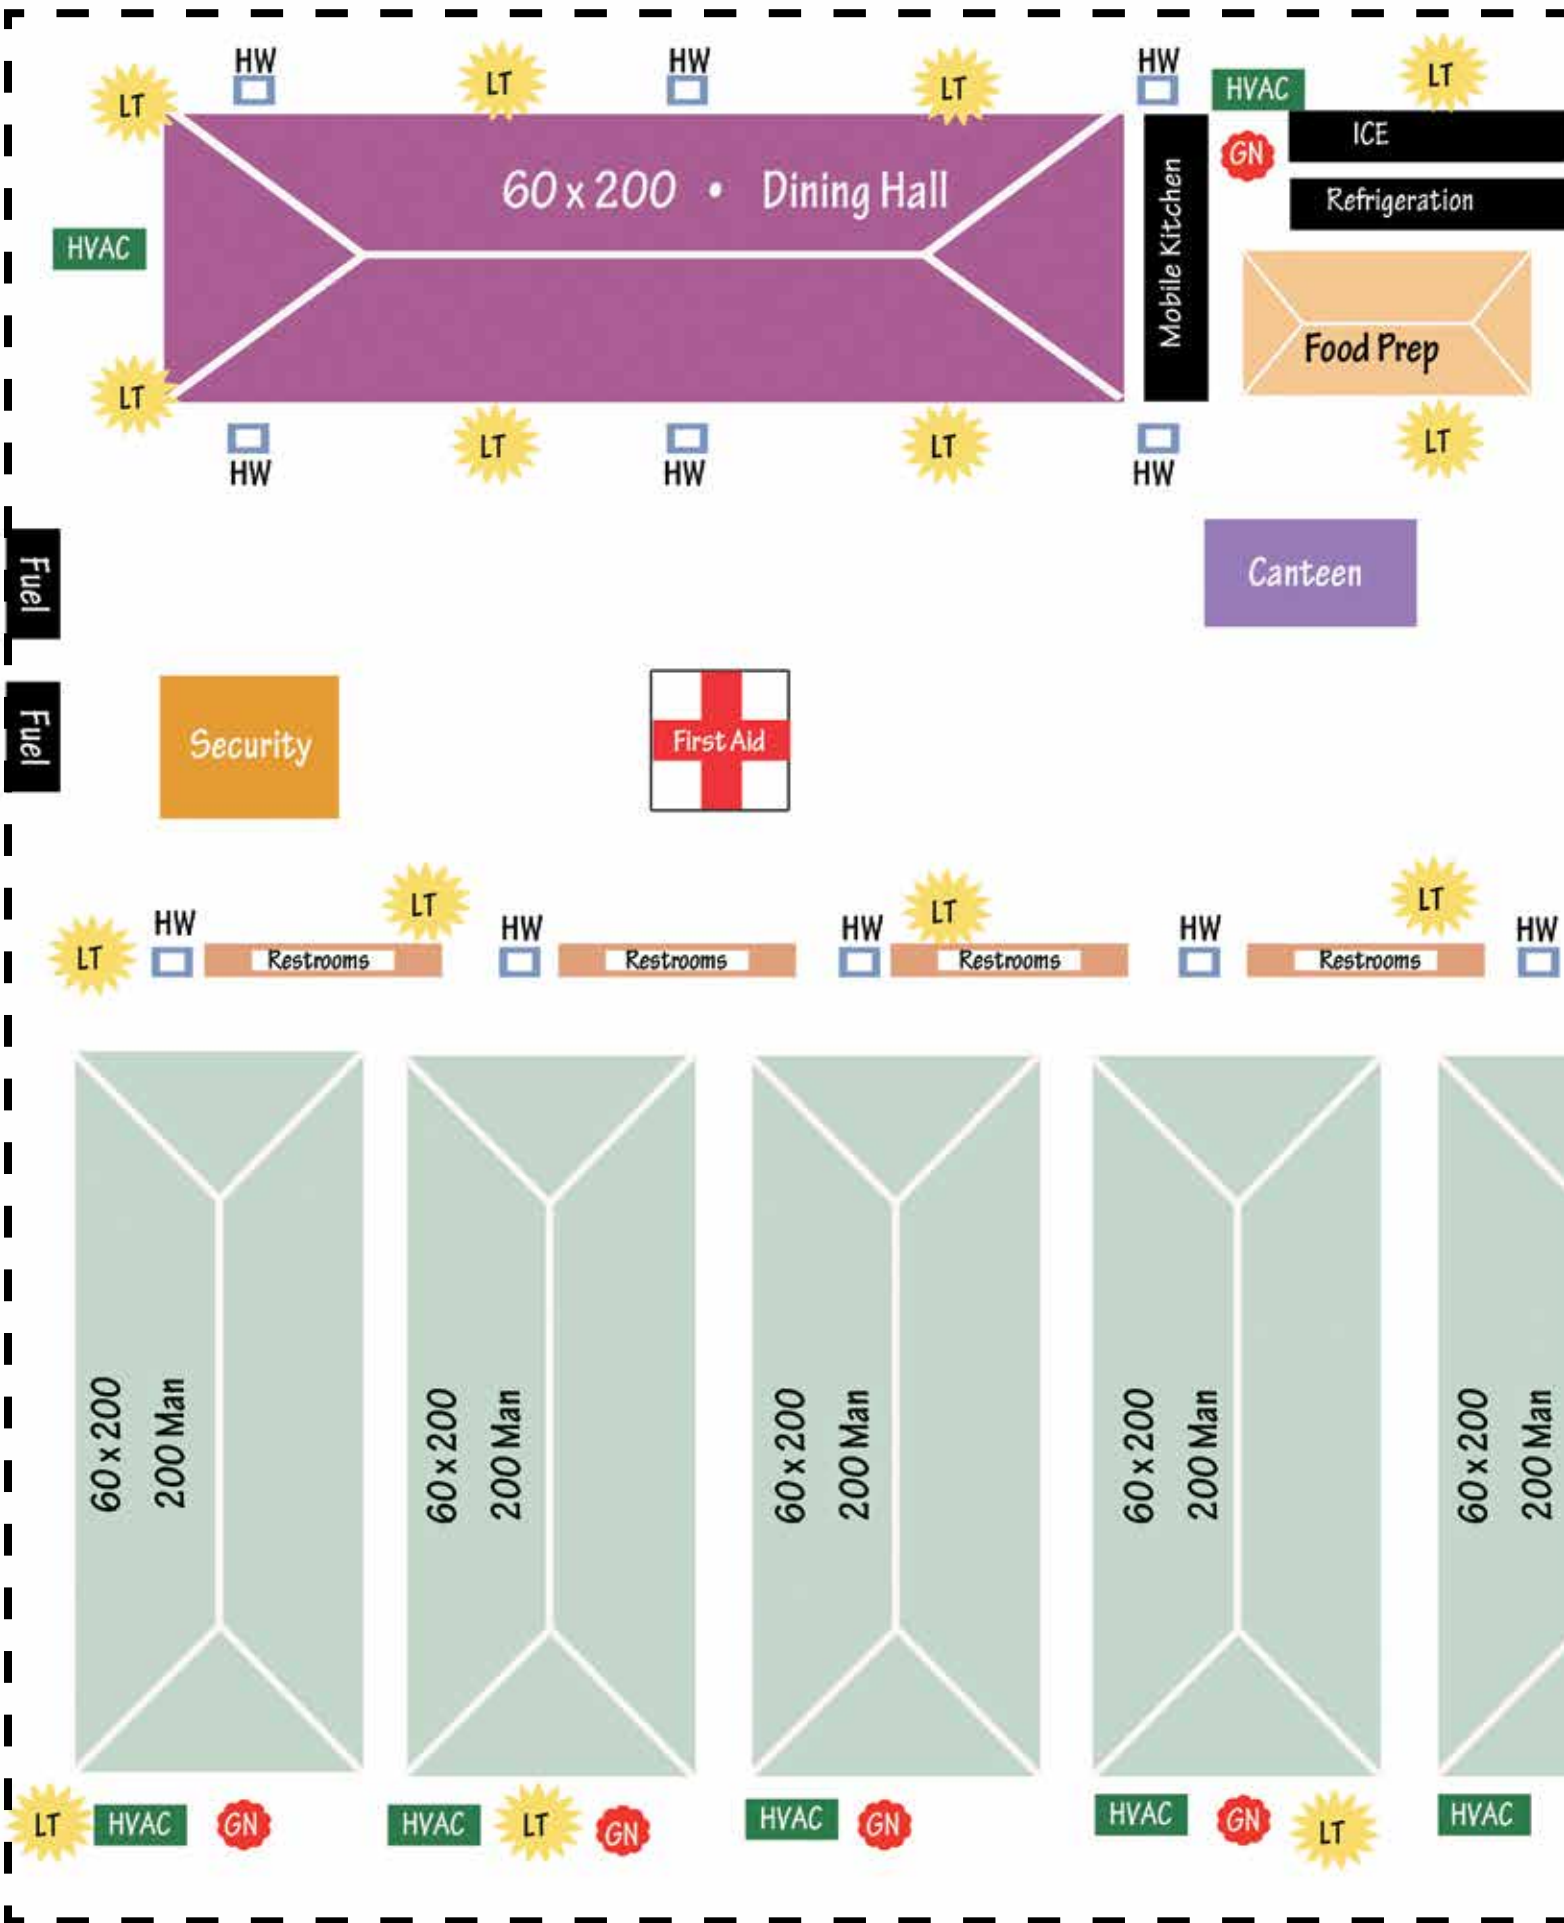 HW
HW
HW
LT
LT
LT
LT
HVAC
ICE
GN
60 x 200 • Dining Hall
Mobile Kitchen
Refrigeration
HVAC
Food Prep
LT
LT
LT
LT
HW
HW
HW
Fuel
Canteen
Fuel
Security
First Aid
LT
LT
LT
HW
HW
HW
HW
HW
LT
Restrooms
Restrooms
Restrooms
Restrooms
60 x 200
200 Man
60 x 200
200 Man
60 x 200
200 Man
60 x 200
200 Man
60 x 200
200 Man
LT
HVAC
GN
HVAC
LT
GN
HVAC
GN
HVAC
GN
LT
HVAC